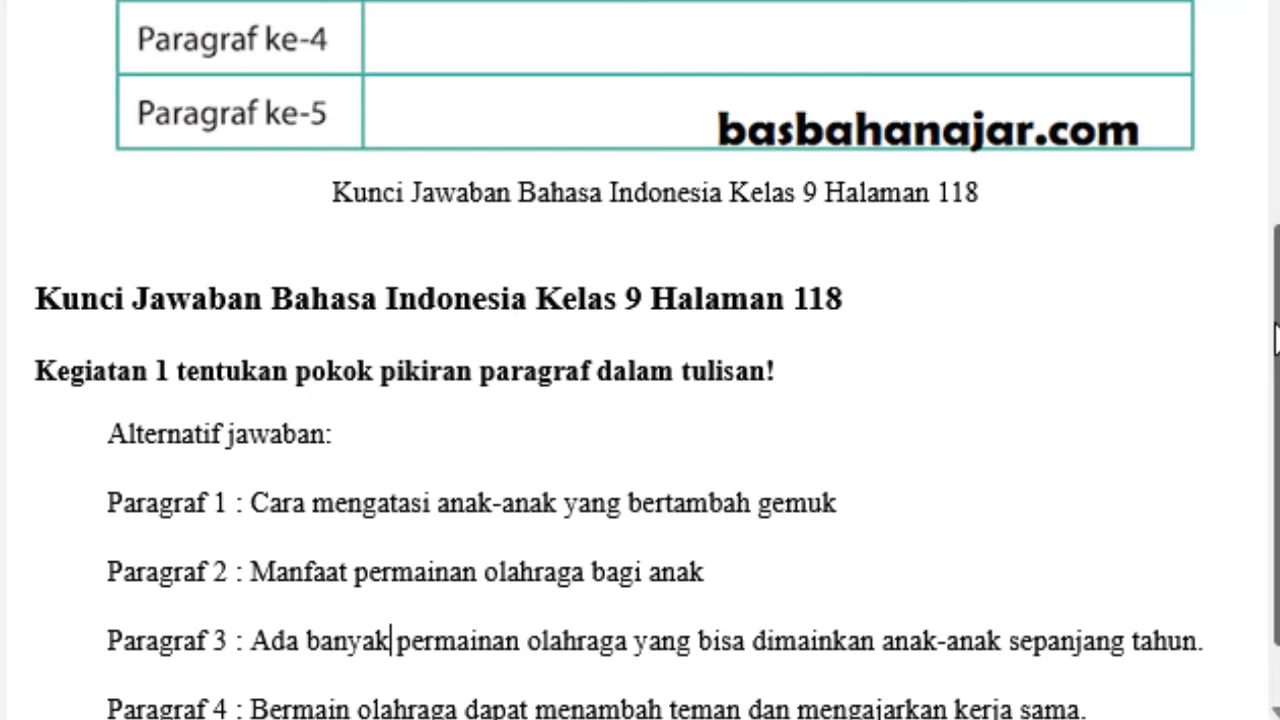 Paragraf ke-4
Paragraf ke-5
basbahanajar.com
Kunci Jawaban Bahasa Indonesia Kelas 9 Halaman 118
Kunci Jawaban Bahasa Indonesia Kelas 9 Halaman 118
Kegiatan 1 tentukan pokok pikiran paragraf dalam tulisan!
Alternatif jawaban:
Paragraf 1 : Cara mengatasi anak-anak yang bertambah gemuk
Paragraf 2 : Manfaat permainan olahraga bagi anak
Paragraf 3 : Ada banyak permainan olahraga yang bisa dimainkan anak-anak sepanjang tahun.
Paragraf 4 : Bermain olahraga dapat menambah teman dan mengajarkan kerja sama.